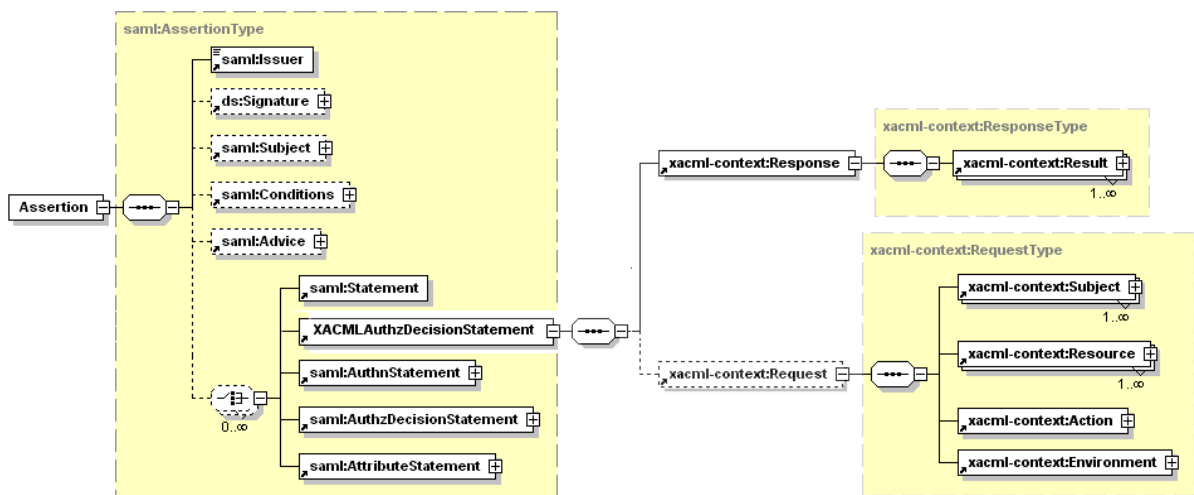 saml:AssertionType
saml:Issuer
ds:Signature
saml:Subject
saml:Conditions
Assertion
saml:Advice
saml:Statement
XACMLAuthzDecisionStatement
saml:AuthnStatement
0..∞
saml:AuthzDecisionStatement
saml:AttributeStatement
xacml-context:Response
xacml-context:ResponseType
xacml-context:Result
1..∞
xacml-context:Request
xacml-context:RequestType
xacml-context:Subject
1..∞
xacml-context:Resource
1..∞
xacml-context:Action
xacml-context:Environment